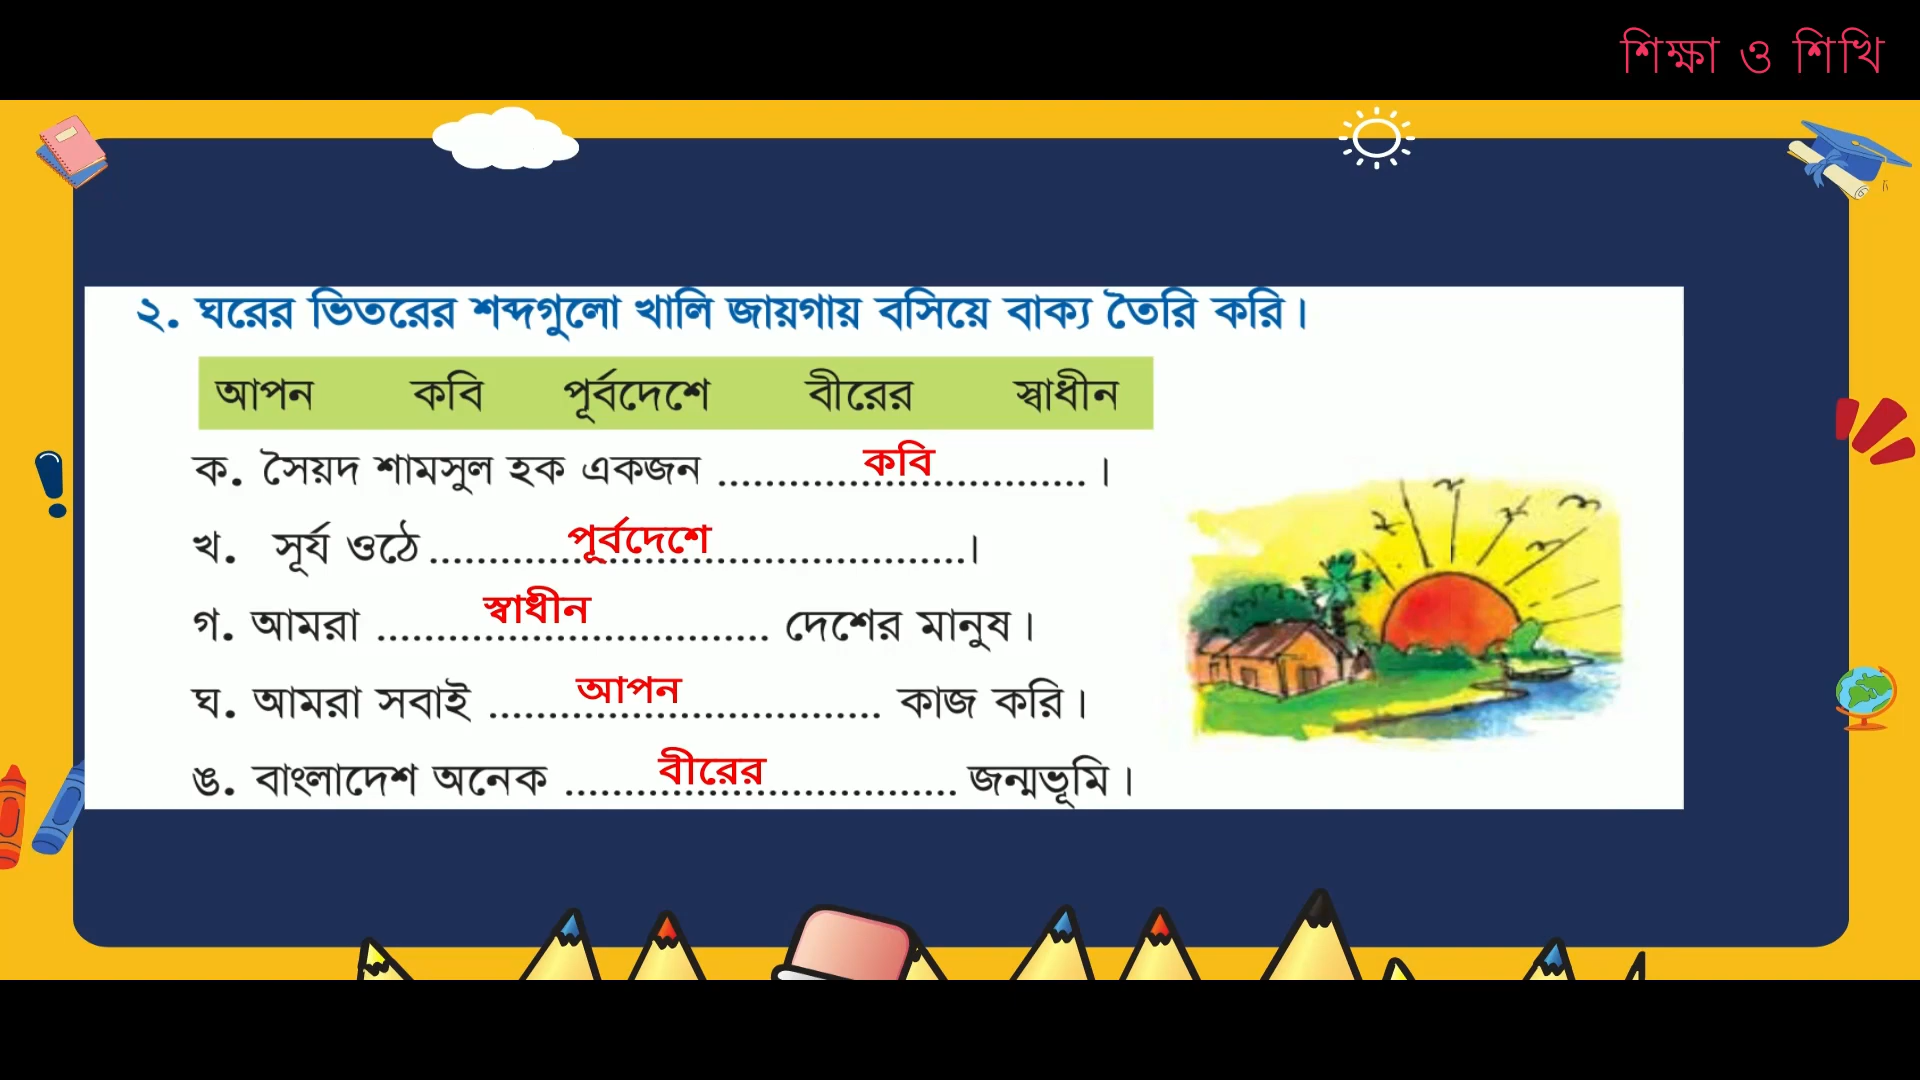 শিক্ষা ও শিখি
২. ঘরের ভিতরের শব্দগুলো খালি জায়গায় বসিয়ে বাক্য তৈরি করি।
আপন কবি পূর্বদেশে বীরের স্বাধীন
ক. সৈয়দ শামসুল হক একজন ..............কবি................ ।
খ. সূর্য ওঠে ............পূর্বদেশে......................।
গ. আমরা .........স্বাধীন............... দেশের মানুষ।
ঘ. আমরা সবাই ........আপন................. কাজ করি।
ঙ. বাংলাদেশ অনেক ........বীরের................. জন্মভূমি।